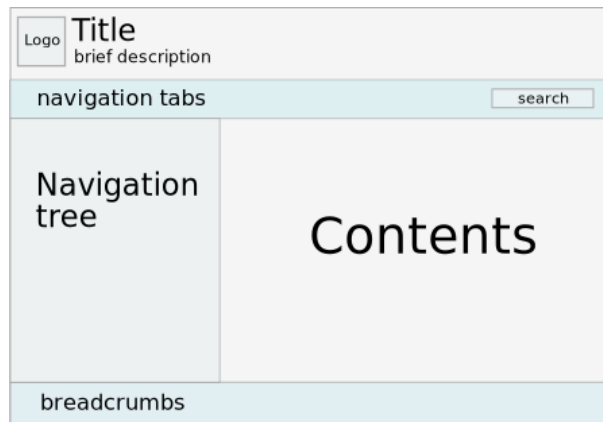 Logo
Title
brief description
navigation tabs
search
Navigation
tree
Contents
breadcrumbs